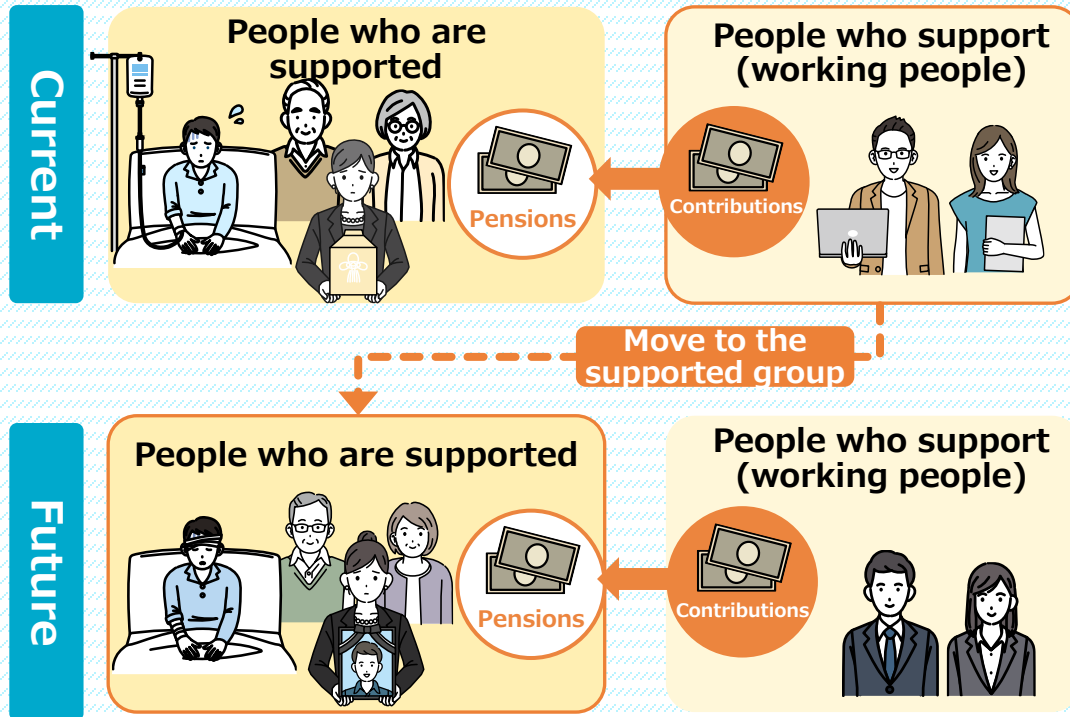 Current
People who are
supported
Pensions
People who support
(working people)
Contributions
Move to the
supported group
Future
People who are supported
Pensions
People who support
(working people)
Contributions